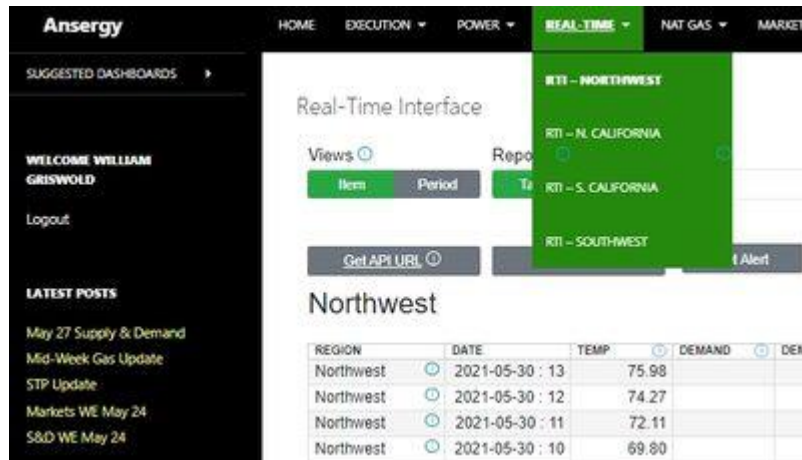 Ansergy
HOME EXECUTION POWER REAL-TIME NAT GAS MARKET
SUGGESTED DASHBOARDS
RTI – NORTHWEST
Real-Time Interface
RTI – N. CALIFORNIA
WELCOME WILLIAM
GRISWOLD
Views Repo
Item Period Ta
RTI – S. CALIFORNIA
Logout
RTI – SOUTHWEST
Get API URL Alert
LATEST POSTS
Northwest
May 27 Supply & Demand
Mid-Week Gas Update
STP Update
Markets WE May 24
S&D WE May 24
REGION DATE TEMP DEMAND DEM
Northwest 2021-05-30 : 13 75.98
Northwest 2021-05-30 : 12 74.27
Northwest 2021-05-30 : 11 72.11
Northwest 2021-05-30 : 10 69.80